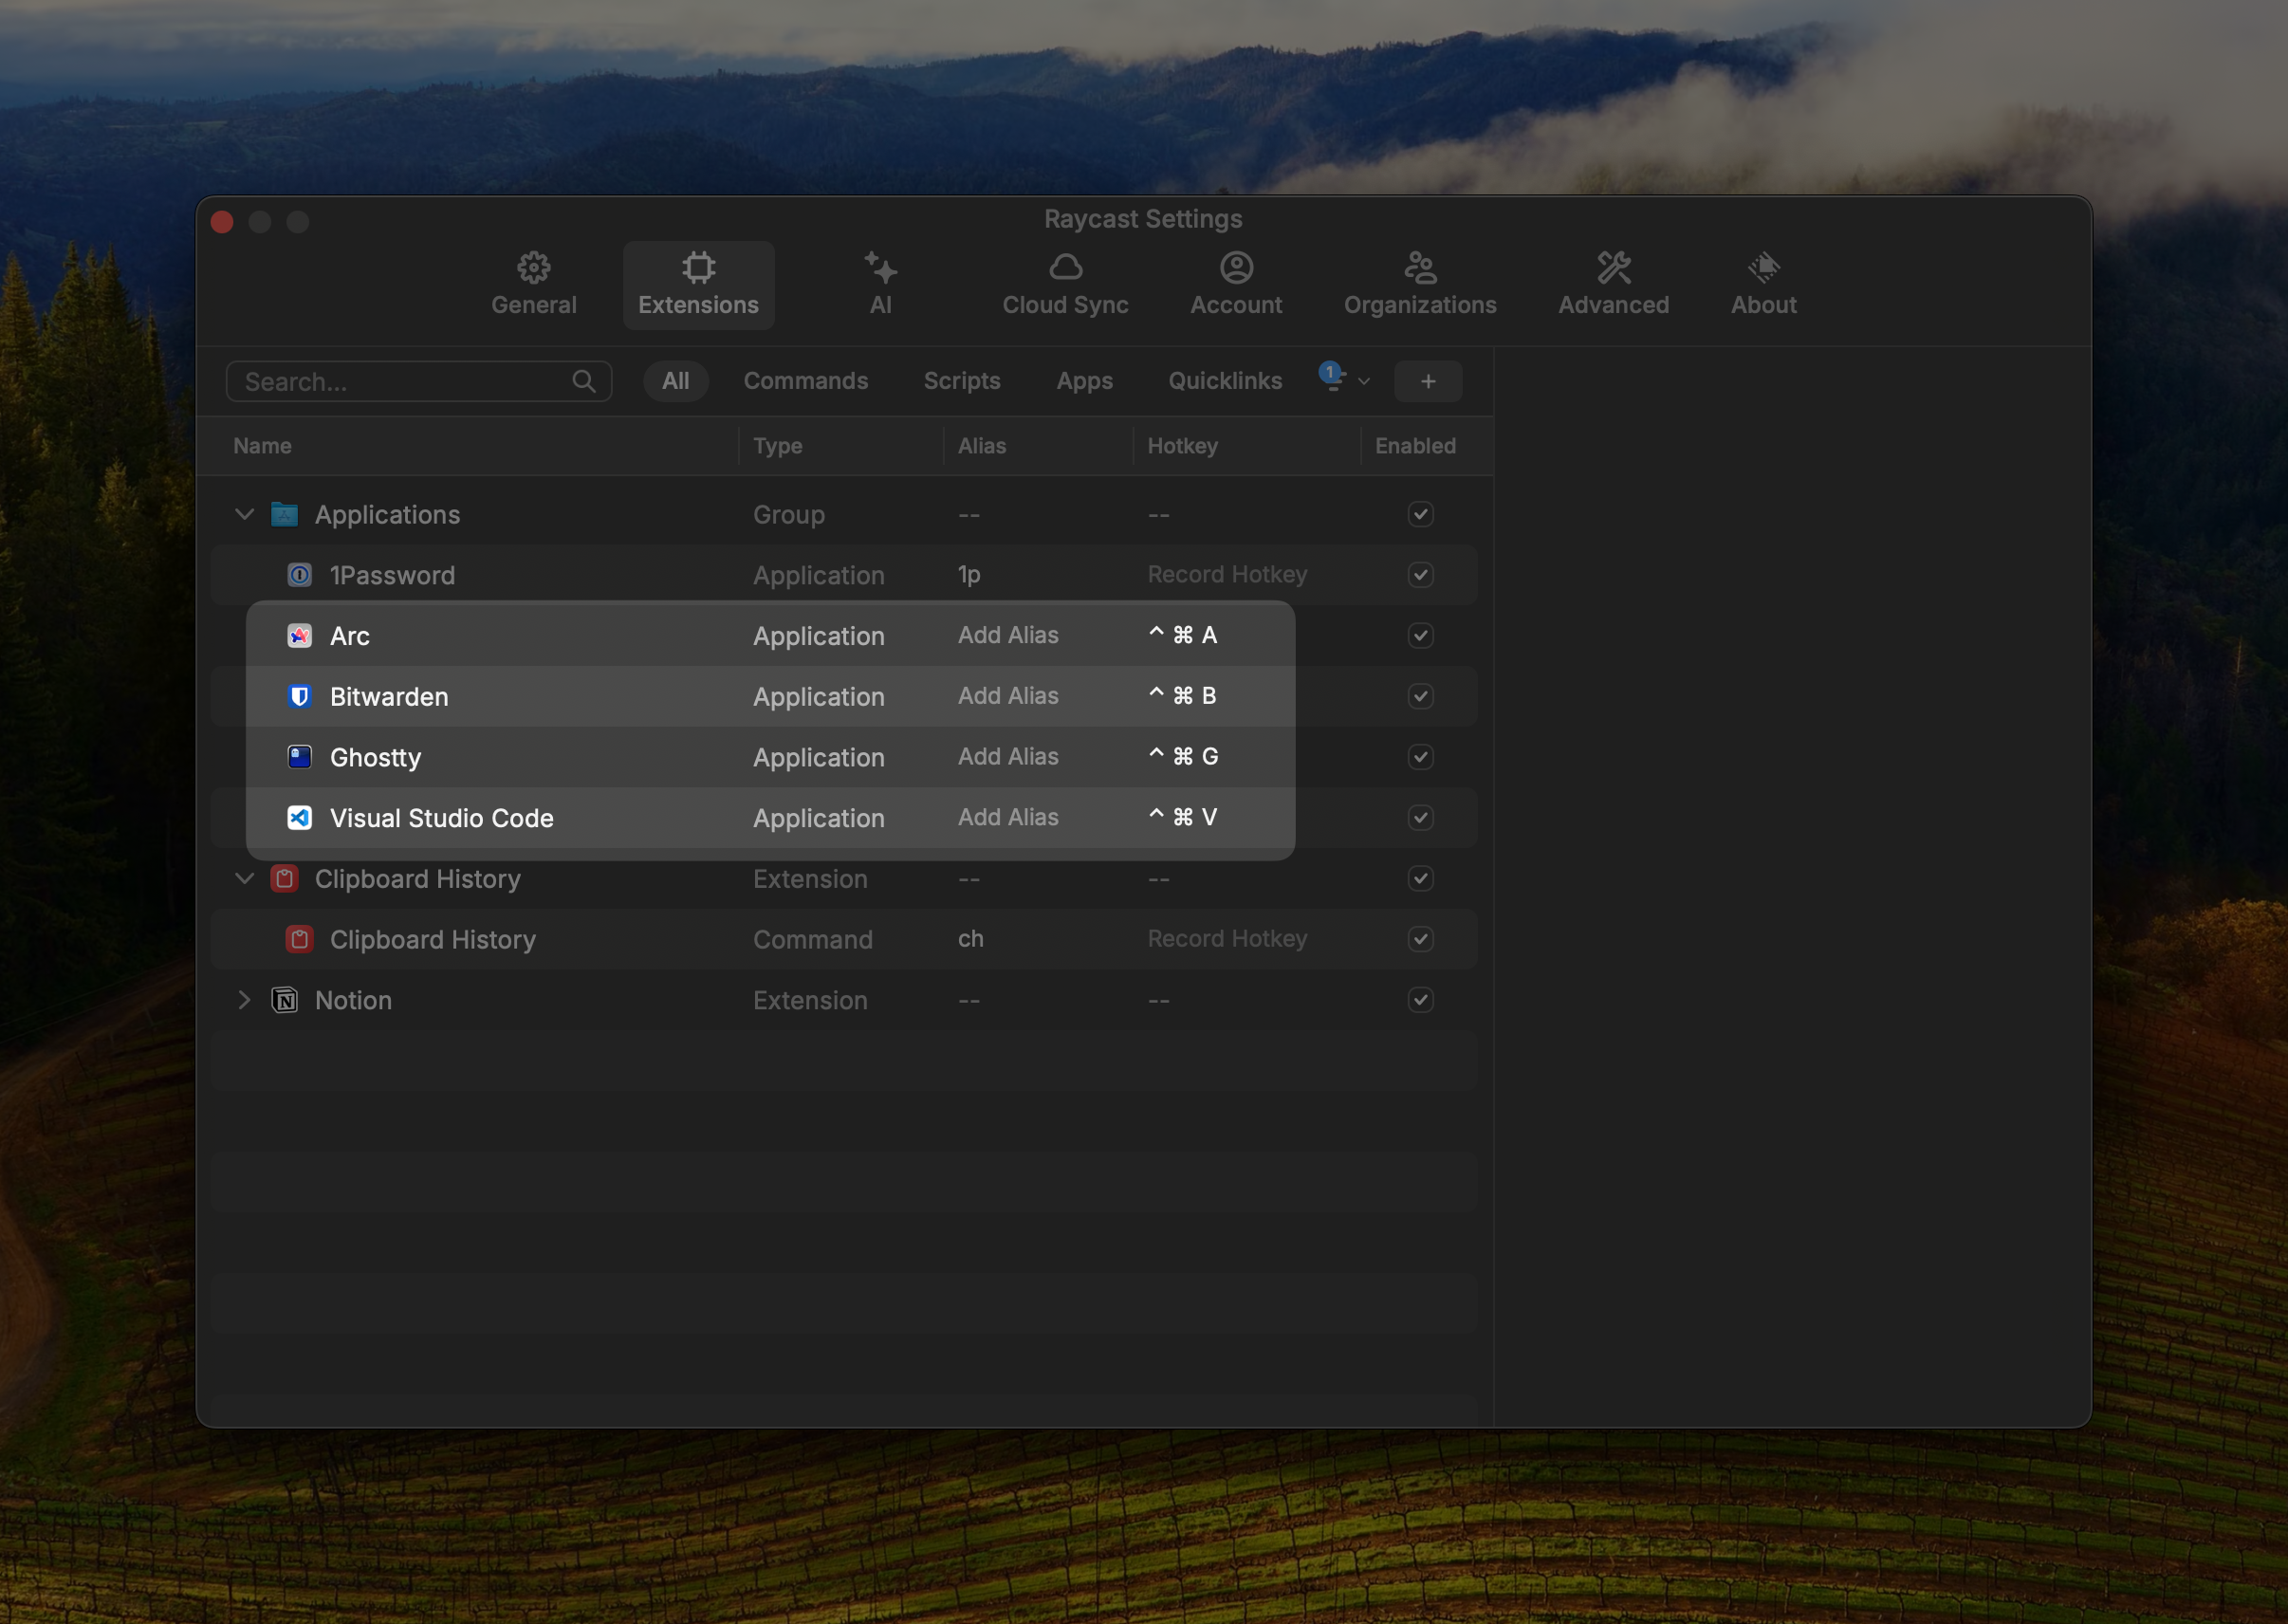 Raycast Settings
General Extensions AI Cloud Sync Account Organizations Advanced About
Search... All Commands Scripts Apps Quicklinks 1 +
Name Type Alias Hotkey Enabled
Applications Group -- --
1Password Application 1p Record Hotkey
Arc Application Add Alias ^ ⌘ A
Bitwarden Application Add Alias ^ ⌘ B
Ghostty Application Add Alias ^ ⌘ G
Visual Studio Code Application Add Alias ^ ⌘ V
Clipboard History Extension -- --
Clipboard History Command ch Record Hotkey
Notion Extension -- --